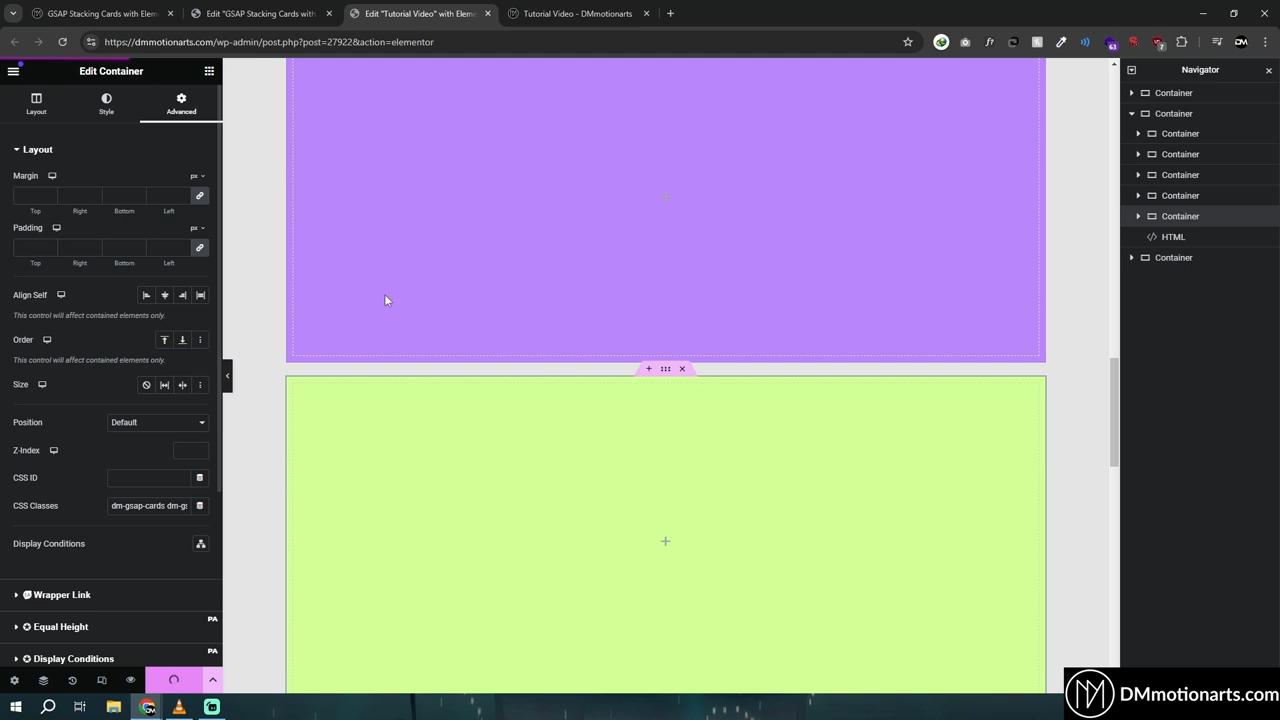 GSAP Stacking Cards with Elem
Edit "GSAP Stacking Cards with
Edit "Tutorial Video" with Eleme
Tutorial Video - DMmotionarts
https://dmmotionarts.com/wp-admin/post.php?post=27922&action=elementor
Edit Container
Layout
Style
Advanced
Layout
Margin
px
Top
Right
Bottom
Left
Padding
px
Top
Right
Bottom
Left
Align Self
This control will affect contained elements only.
Order
This control will affect contained elements only.
Size
Position
Default
Z-Index
CSS ID
CSS Classes
dm-gsap-cards dm-gs
Display Conditions
Wrapper Link
PA
Equal Height
PA
Display Conditions
Navigator
Container
Container
Container
Container
Container
Container
Container
HTML
Container
DMmotionarts.com